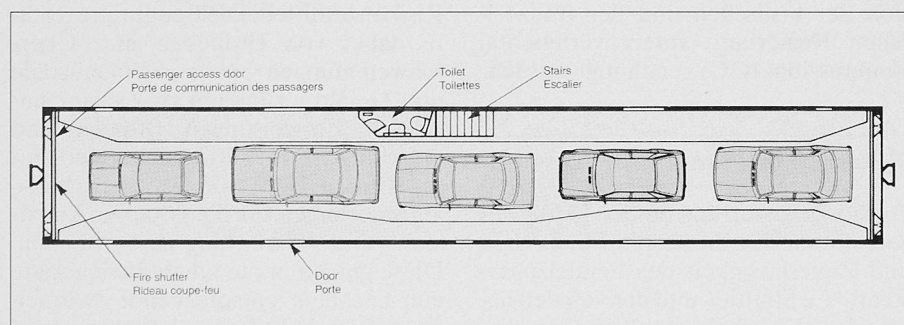 Passenger access door
Porte de communication des passagers
Toilet
Toilettes
Stairs
Escalier
Fire shutter
Rideau coupe-feu
Door
Porte